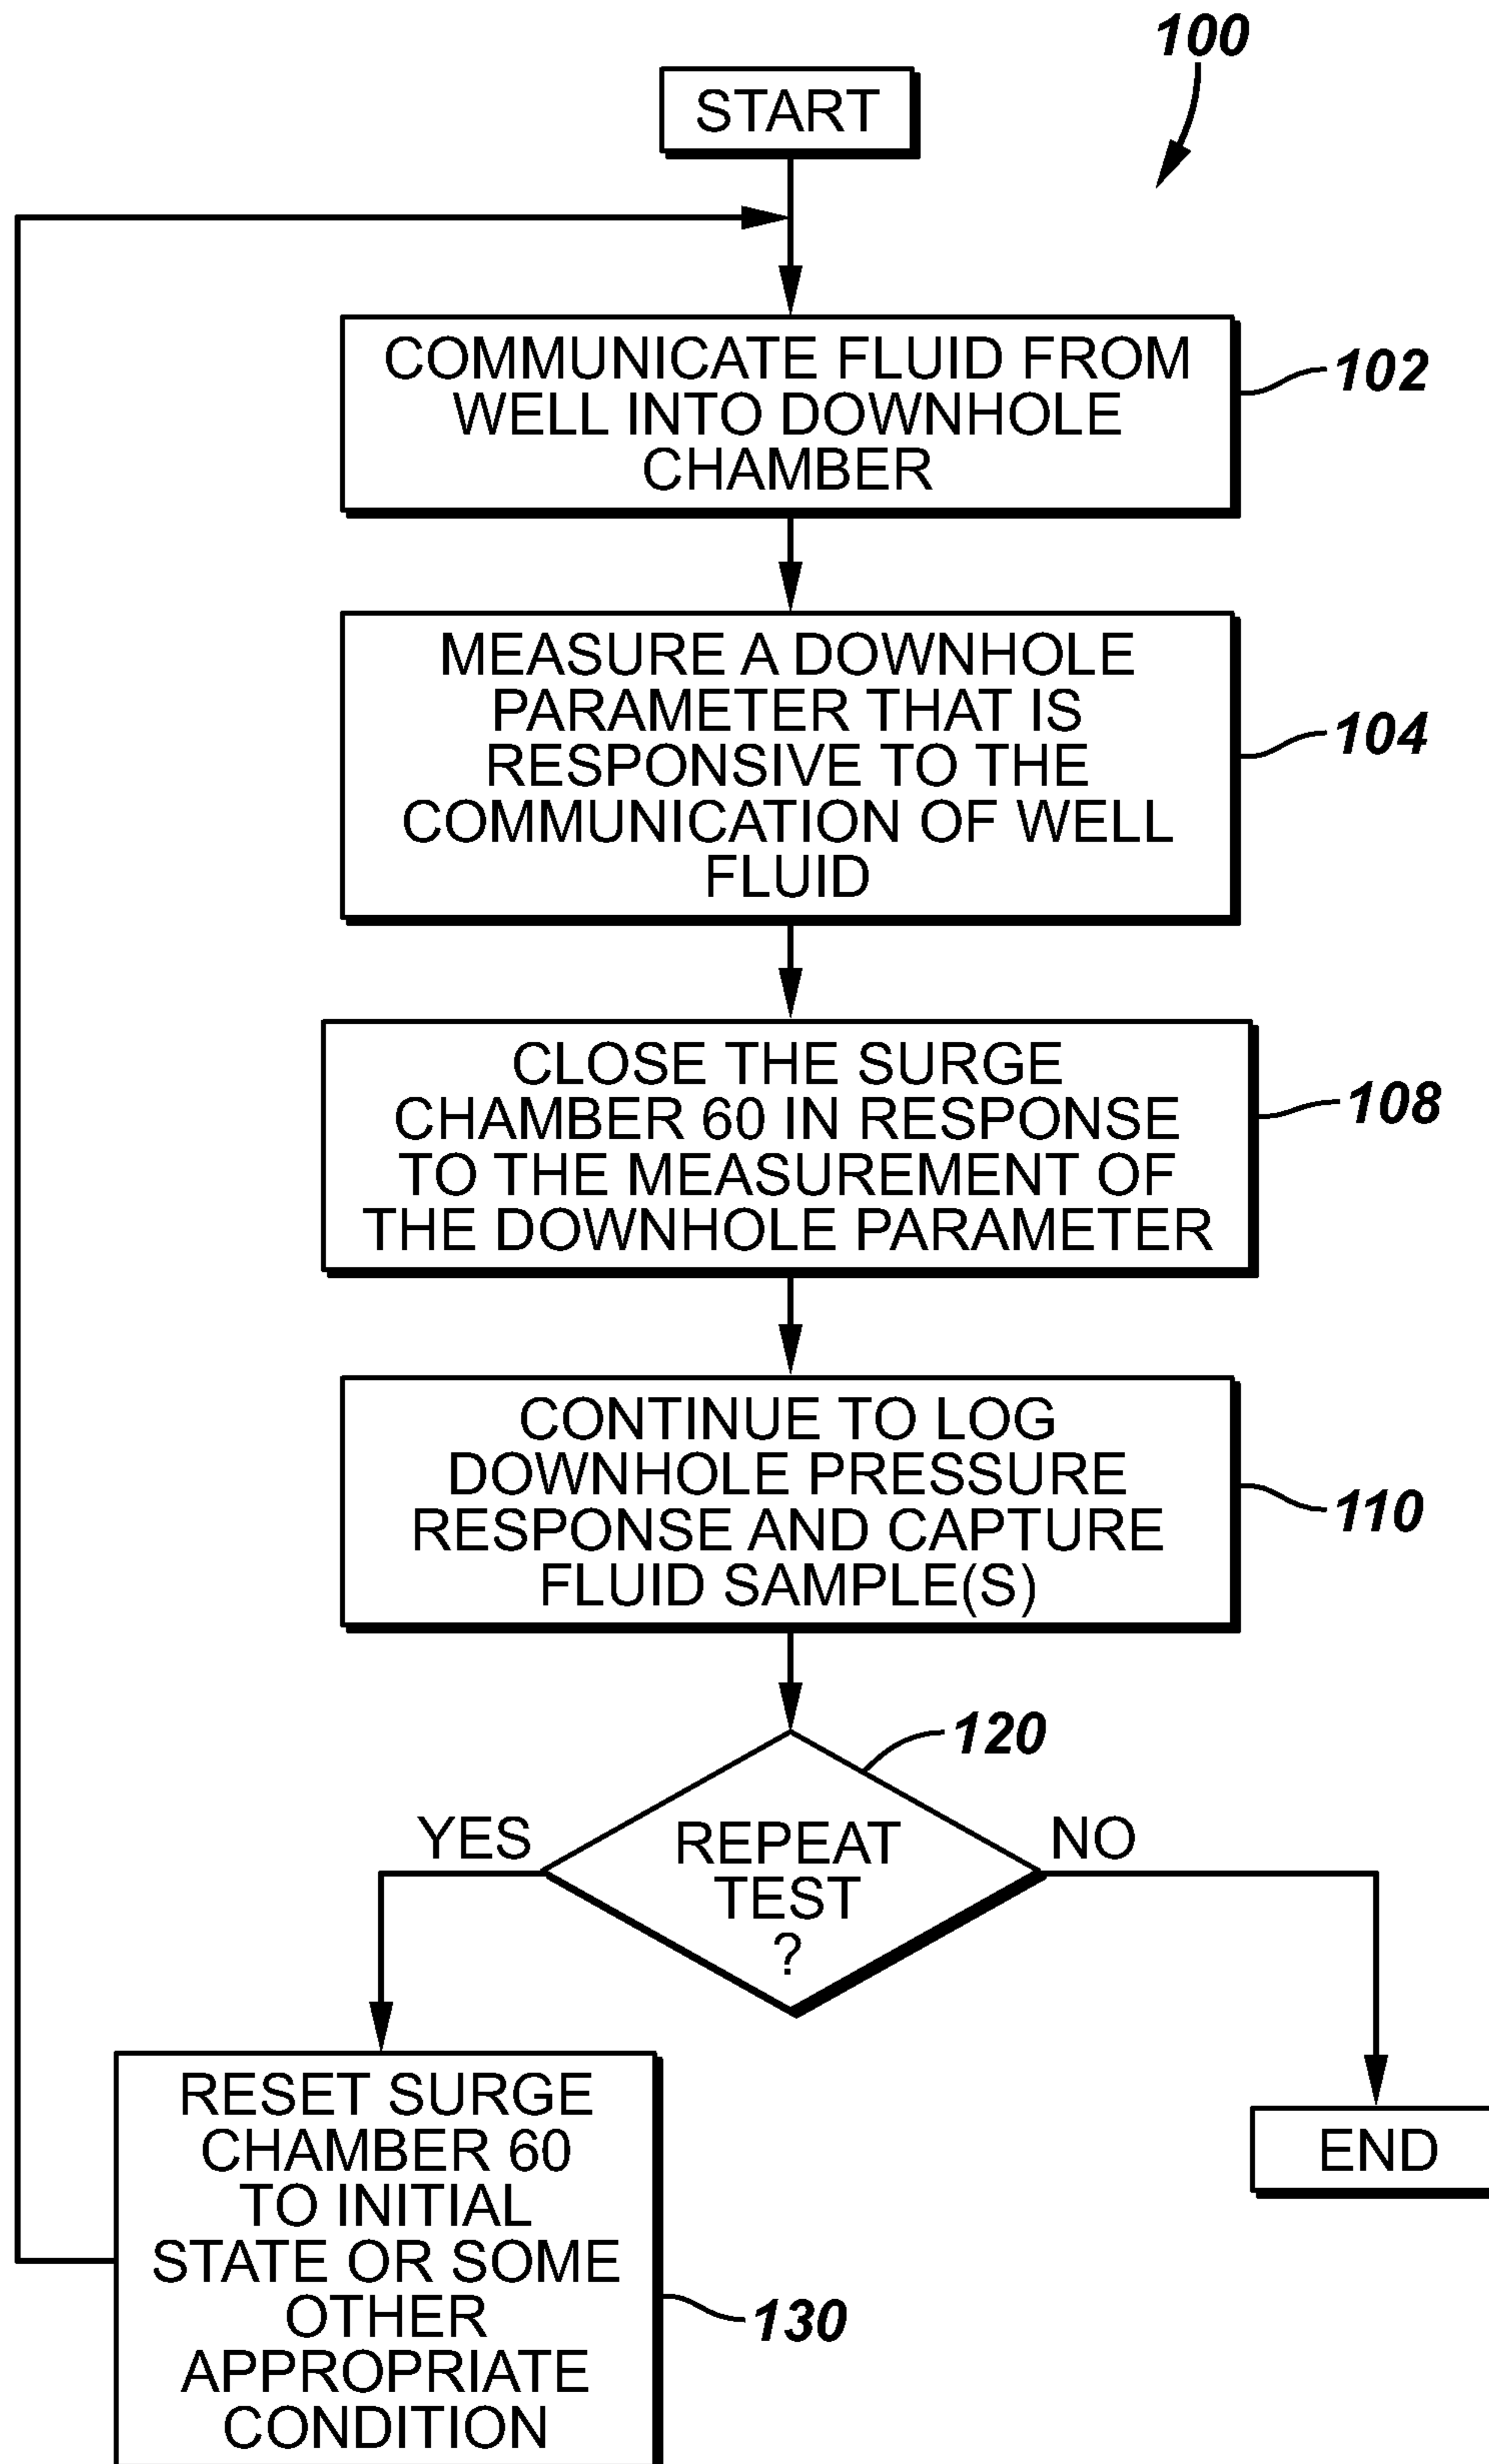 100
START
COMMUNICATE FLUID FROM
WELL INTO DOWNHOLE
CHAMBER
102
MEASURE A DOWNHOLE
PARAMETER THAT IS
RESPONSIVE TO THE
COMMUNICATION OF WELL
FLUID
104
CLOSE THE SURGE
CHAMBER 60 IN RESPONSE
TO THE MEASUREMENT OF
THE DOWNHOLE PARAMETER
108
CONTINUE TO LOG
DOWNHOLE PRESSURE
RESPONSE AND CAPTURE
FLUID SAMPLE(S)
110
120
YES
REPEAT
TEST
?
NO
RESET SURGE
CHAMBER 60
TO INITIAL
STATE OR SOME
OTHER
APPROPRIATE
CONDITION
130
END